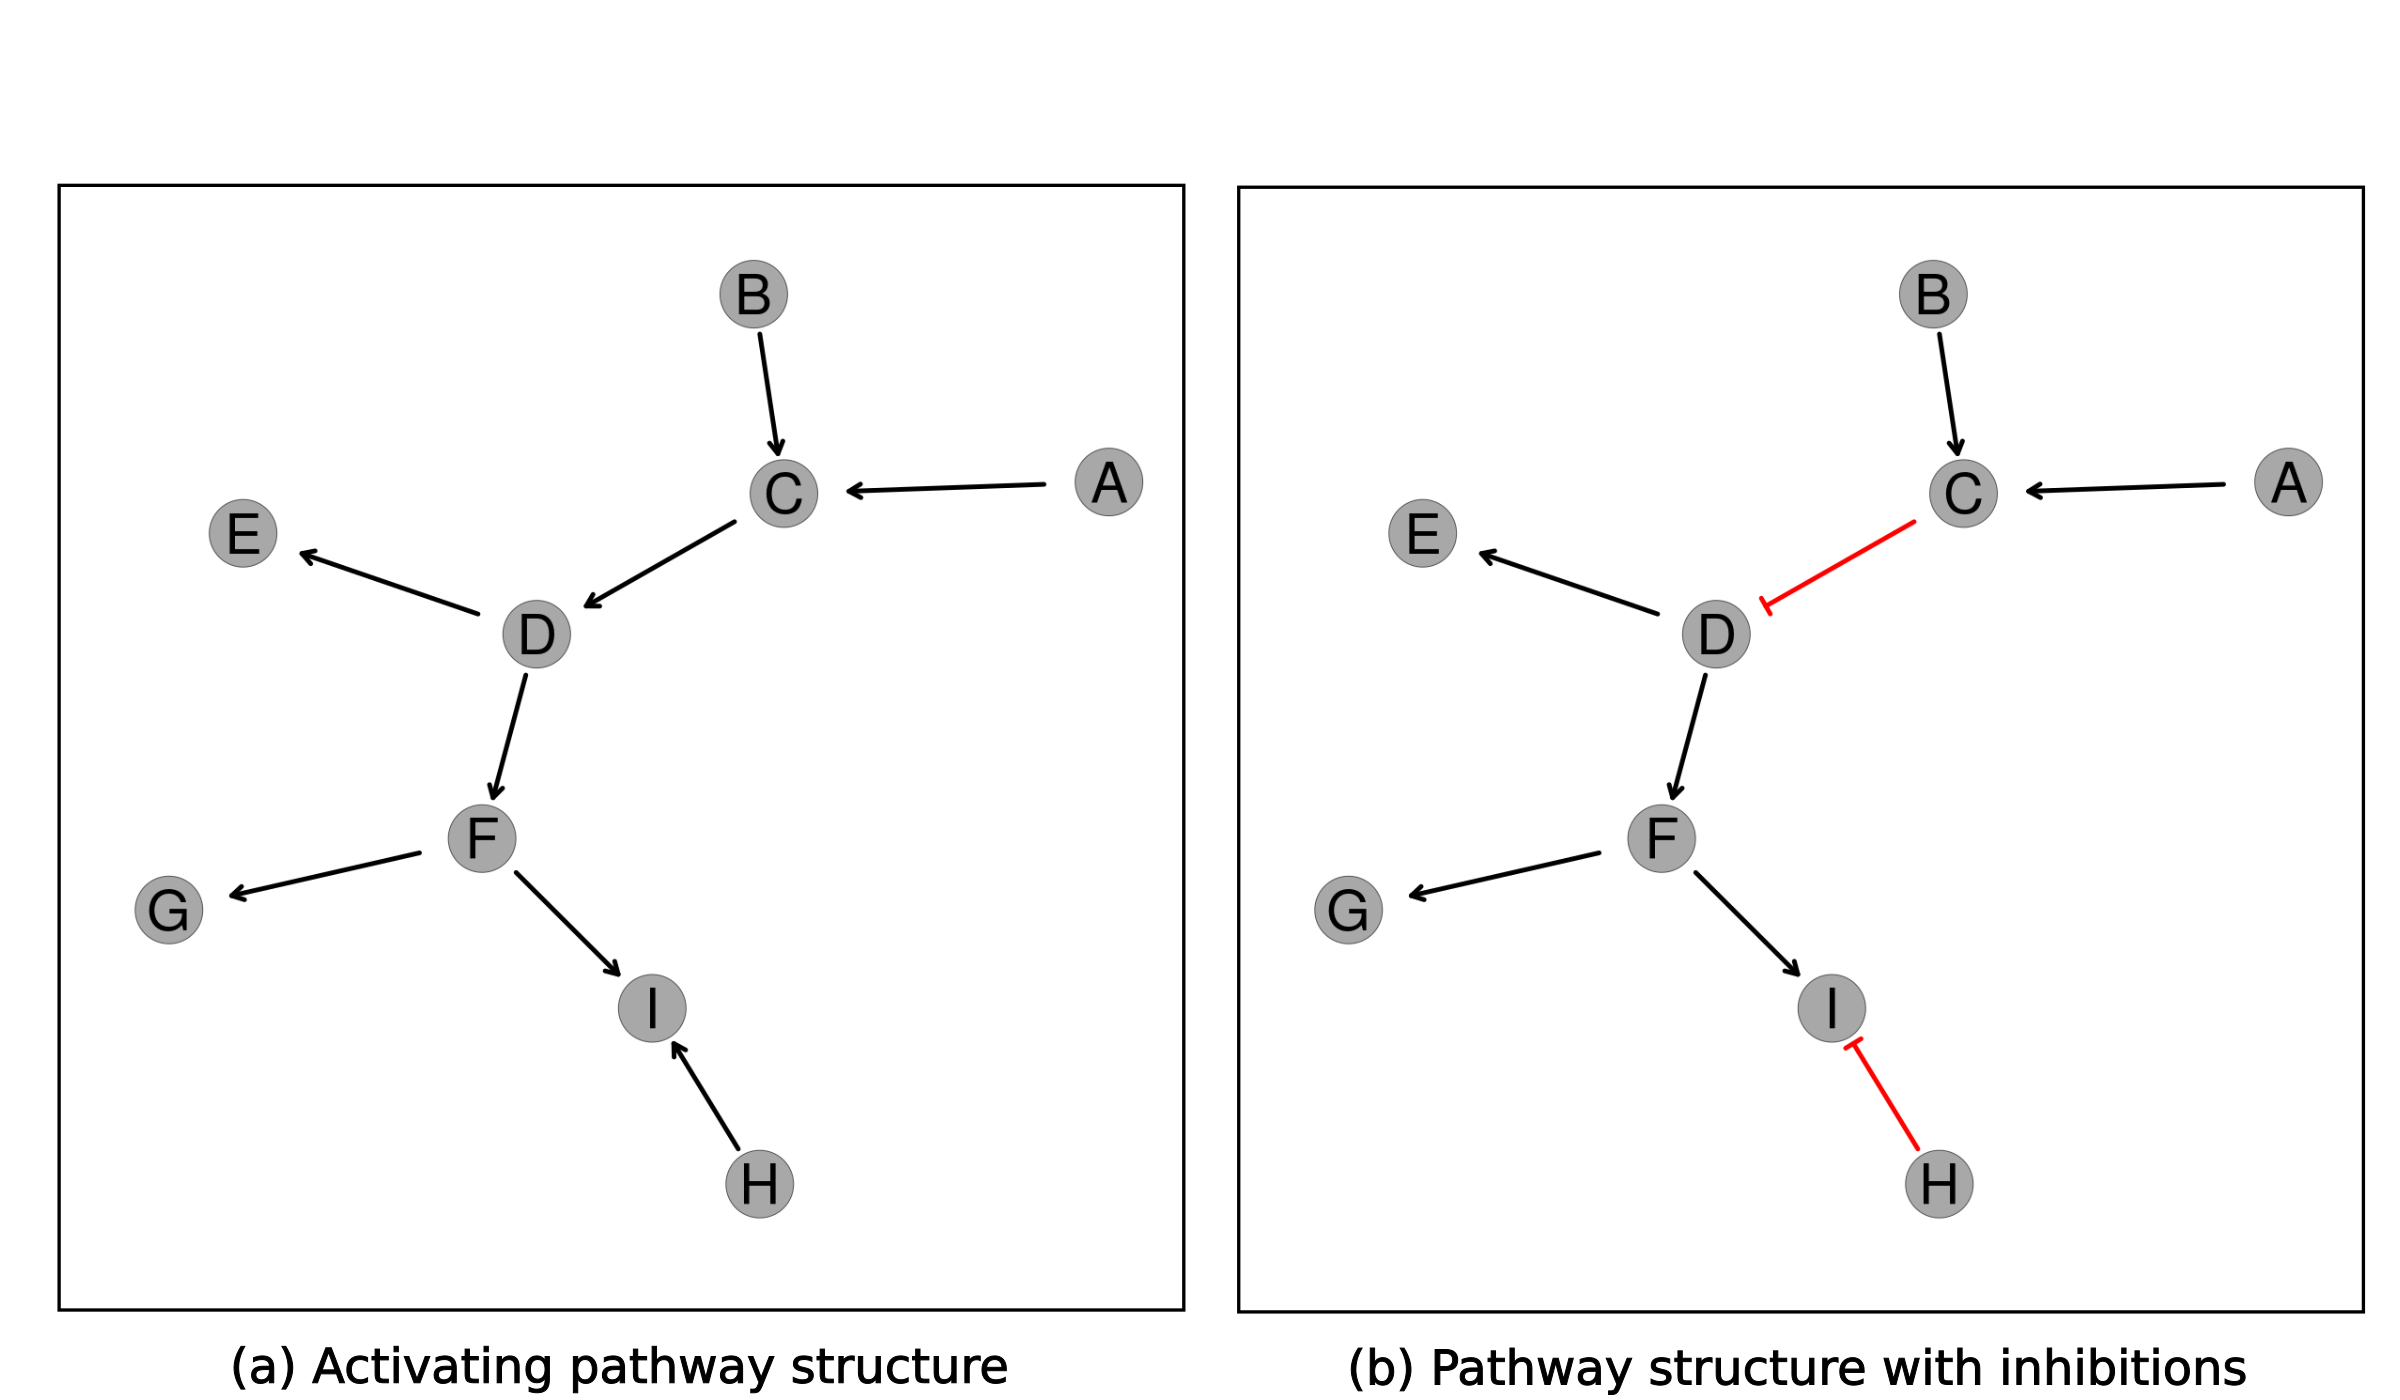 B
C
A
E
D
F
G
I
H
(a) Activating pathway structure
B
C
A
E
D
F
G
I
H
(b) Pathway structure with inhibitions